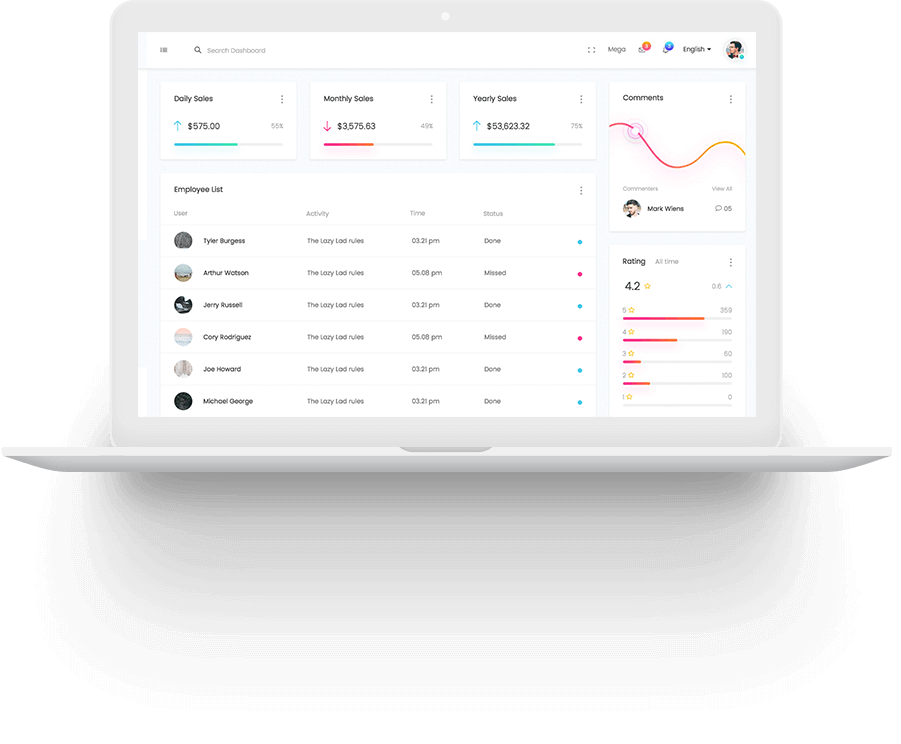 Search Dashboard
Mega
3
3
English
Daily Sales
$575.00 55%
Monthly Sales
$3,575.63 49%
Yearly Sales
$53,623.32 75%
Comments
Commenters View All
Mark Wiens 05
Employee List
User Activity Time Status
Tyler Burgess The Lazy Lad rules 03.21 pm Done
Arthur Watson The Lazy Lad rules 05.08 pm Missed
Jerry Russell The Lazy Lad rules 03.21 pm Done
Cory Rodriguez The Lazy Lad rules 05.08 pm Missed
Joe Howard The Lazy Lad rules 03.21 pm Done
Michael George The Lazy Lad rules 03.21 pm Done
Rating All time
4.2 0.6
5 359
4 190
3 60
2 100
1 0